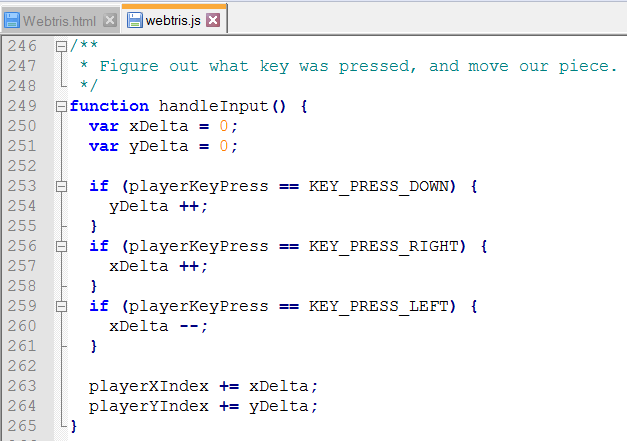 Webtris.html webtris.js
246 /**
247  * Figure out what key was pressed, and move our piece.
248  */
249 function handleInput() {
250   var xDelta = 0;
251   var yDelta = 0;
252
253   if (playerKeyPress == KEY_PRESS_DOWN) {
254     yDelta ++;
255   }
256   if (playerKeyPress == KEY_PRESS_RIGHT) {
257     xDelta ++;
258   }
259   if (playerKeyPress == KEY_PRESS_LEFT) {
260     xDelta --;
261   }
262
263   playerXIndex += xDelta;
264   playerYIndex += yDelta;
265 }